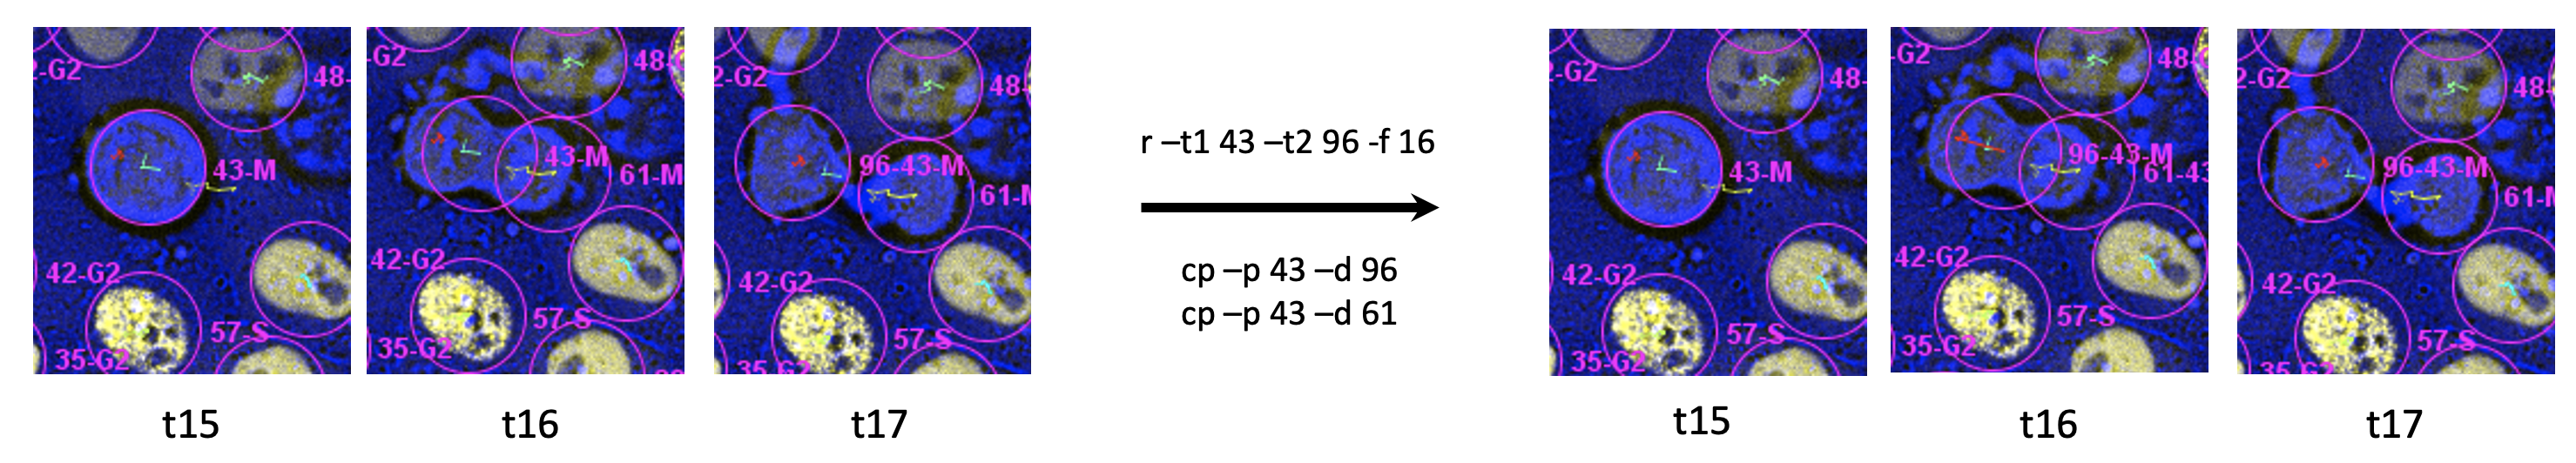 2-G2
48-
43-M
42-G2
57-S
35-G2
t15
-G2
48-
43-M
61-M
42-G2
57-S
35-G2
t16
2-G2
48-
96-43-M
61-M
42-G2
57-S
35-G2
t17
r –t1 43 –t2 96 -f 16
cp –p 43 –d 96
cp –p 43 –d 61
2-G2
48-
43-M
42-G2
57-S
35-G2
t15
-G2
48-
96-43-M
61-43
42-G2
57-S
35-G2
t16
2-G2
48-
96-43-M
61-M
42-G2
57-S
35-G2
t17